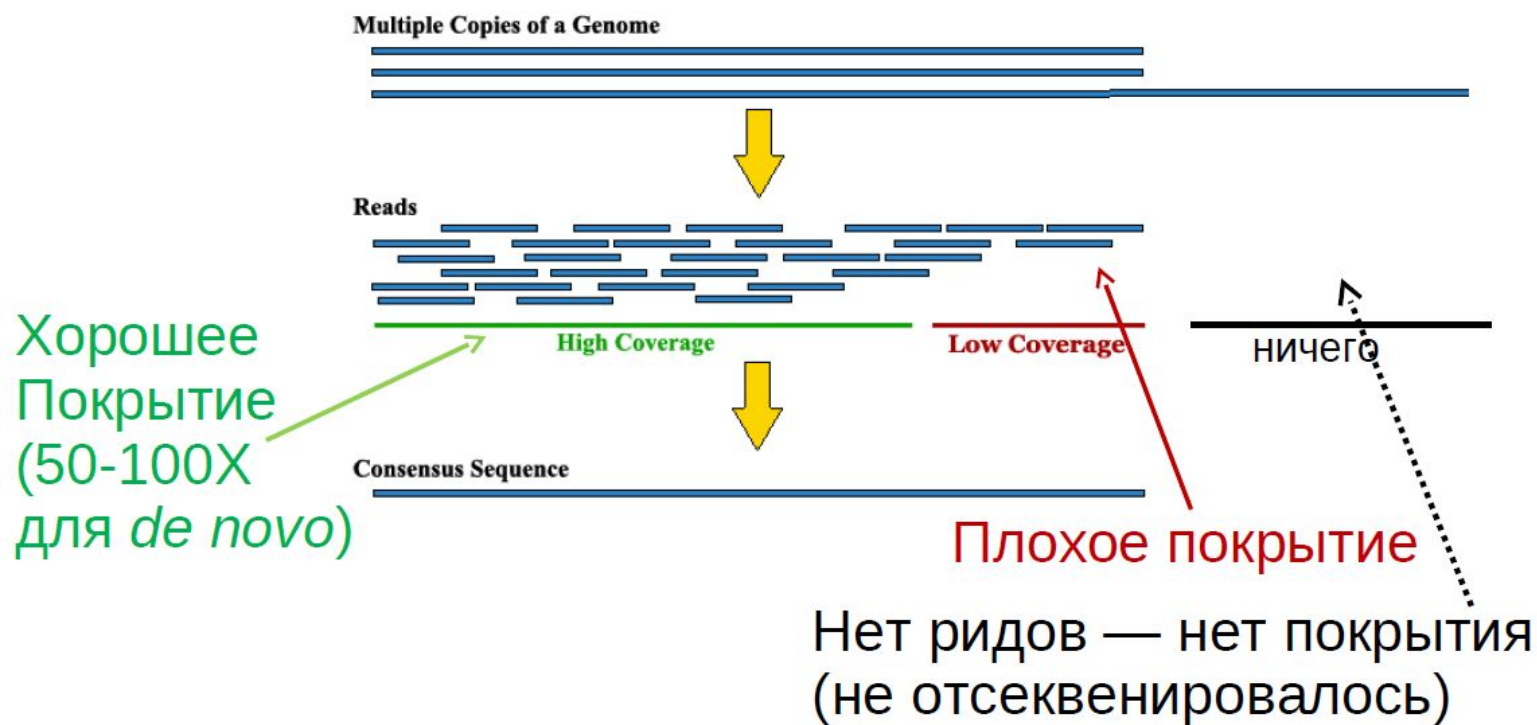 Multiple Copies of a Genome
Reads
High Coverage
Low Coverage
ничего
Хорошее
Покрытие
(50-100X
для de novo)
Consensus Sequence
Плохое покрытие
Нет ридов — нет покрытия
(не отсеквенировалось)